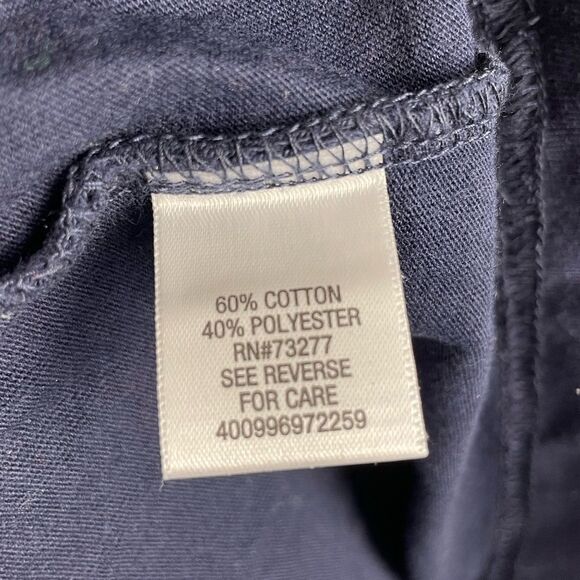 60% COTTON
40% POLYESTER
RN#73277
SEE REVERSE
FOR CARE
400996972259